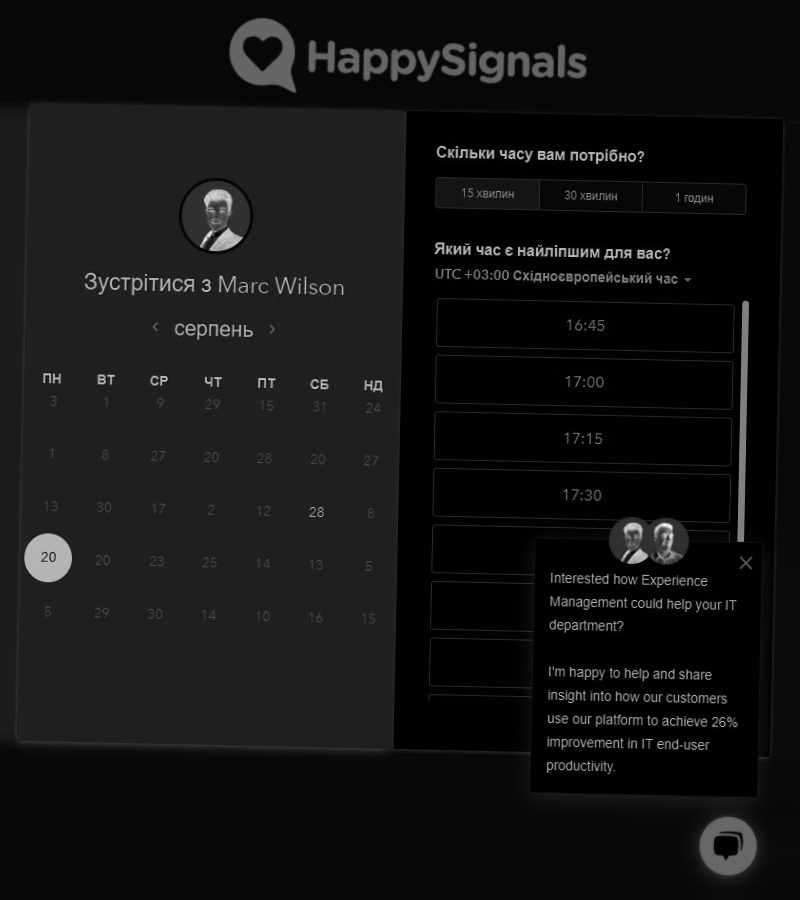 HappySignals
Зустрітися з Marc Wilson
серпень
ПН ВТ СР ЧТ ПТ СБ НД
3 1 9 29 15 31 24
1 8 27 20 28 20 27
13 30 17 2 12 28 8
20 20 23 25 14 13 5
5 29 30 14 10 16 15
Скільки часу вам потрібно?
15 хвилин 30 хвилин 1 годин
Який час є найліпшим для вас?
UTC +03:00 Східноєвропейський час
16:45
17:00
17:15
17:30
Interested how Experience
Management could help your IT
department?
I'm happy to help and share
insight into how our customers
use our platform to achieve 26%
improvement in IT end-user
productivity.